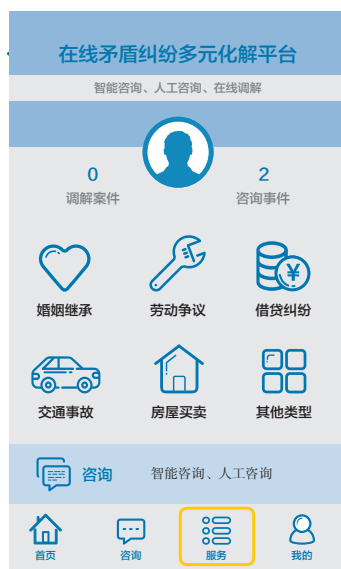 在线矛盾纠纷多元化解平台
智能咨询、人工咨询、在线调解
0 2
调解案件 咨询事件
婚姻继承 劳动争议 借贷纠纷
交通事故 房屋买卖 其他类型
咨询 智能咨询、人工咨询
首页 咨询 服务 我的